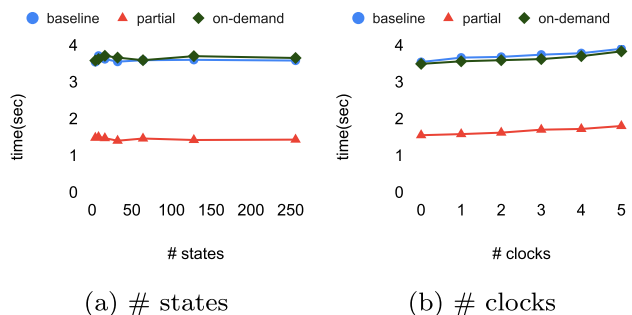 baseline partial on-demand
4
3
2
1
0
time(sec)
0 50 100 150 200 250
# states
(a) # states
baseline partial on-demand
4
3
2
1
0
time(sec)
0 1 2 3 4 5
# clocks
(b) # clocks